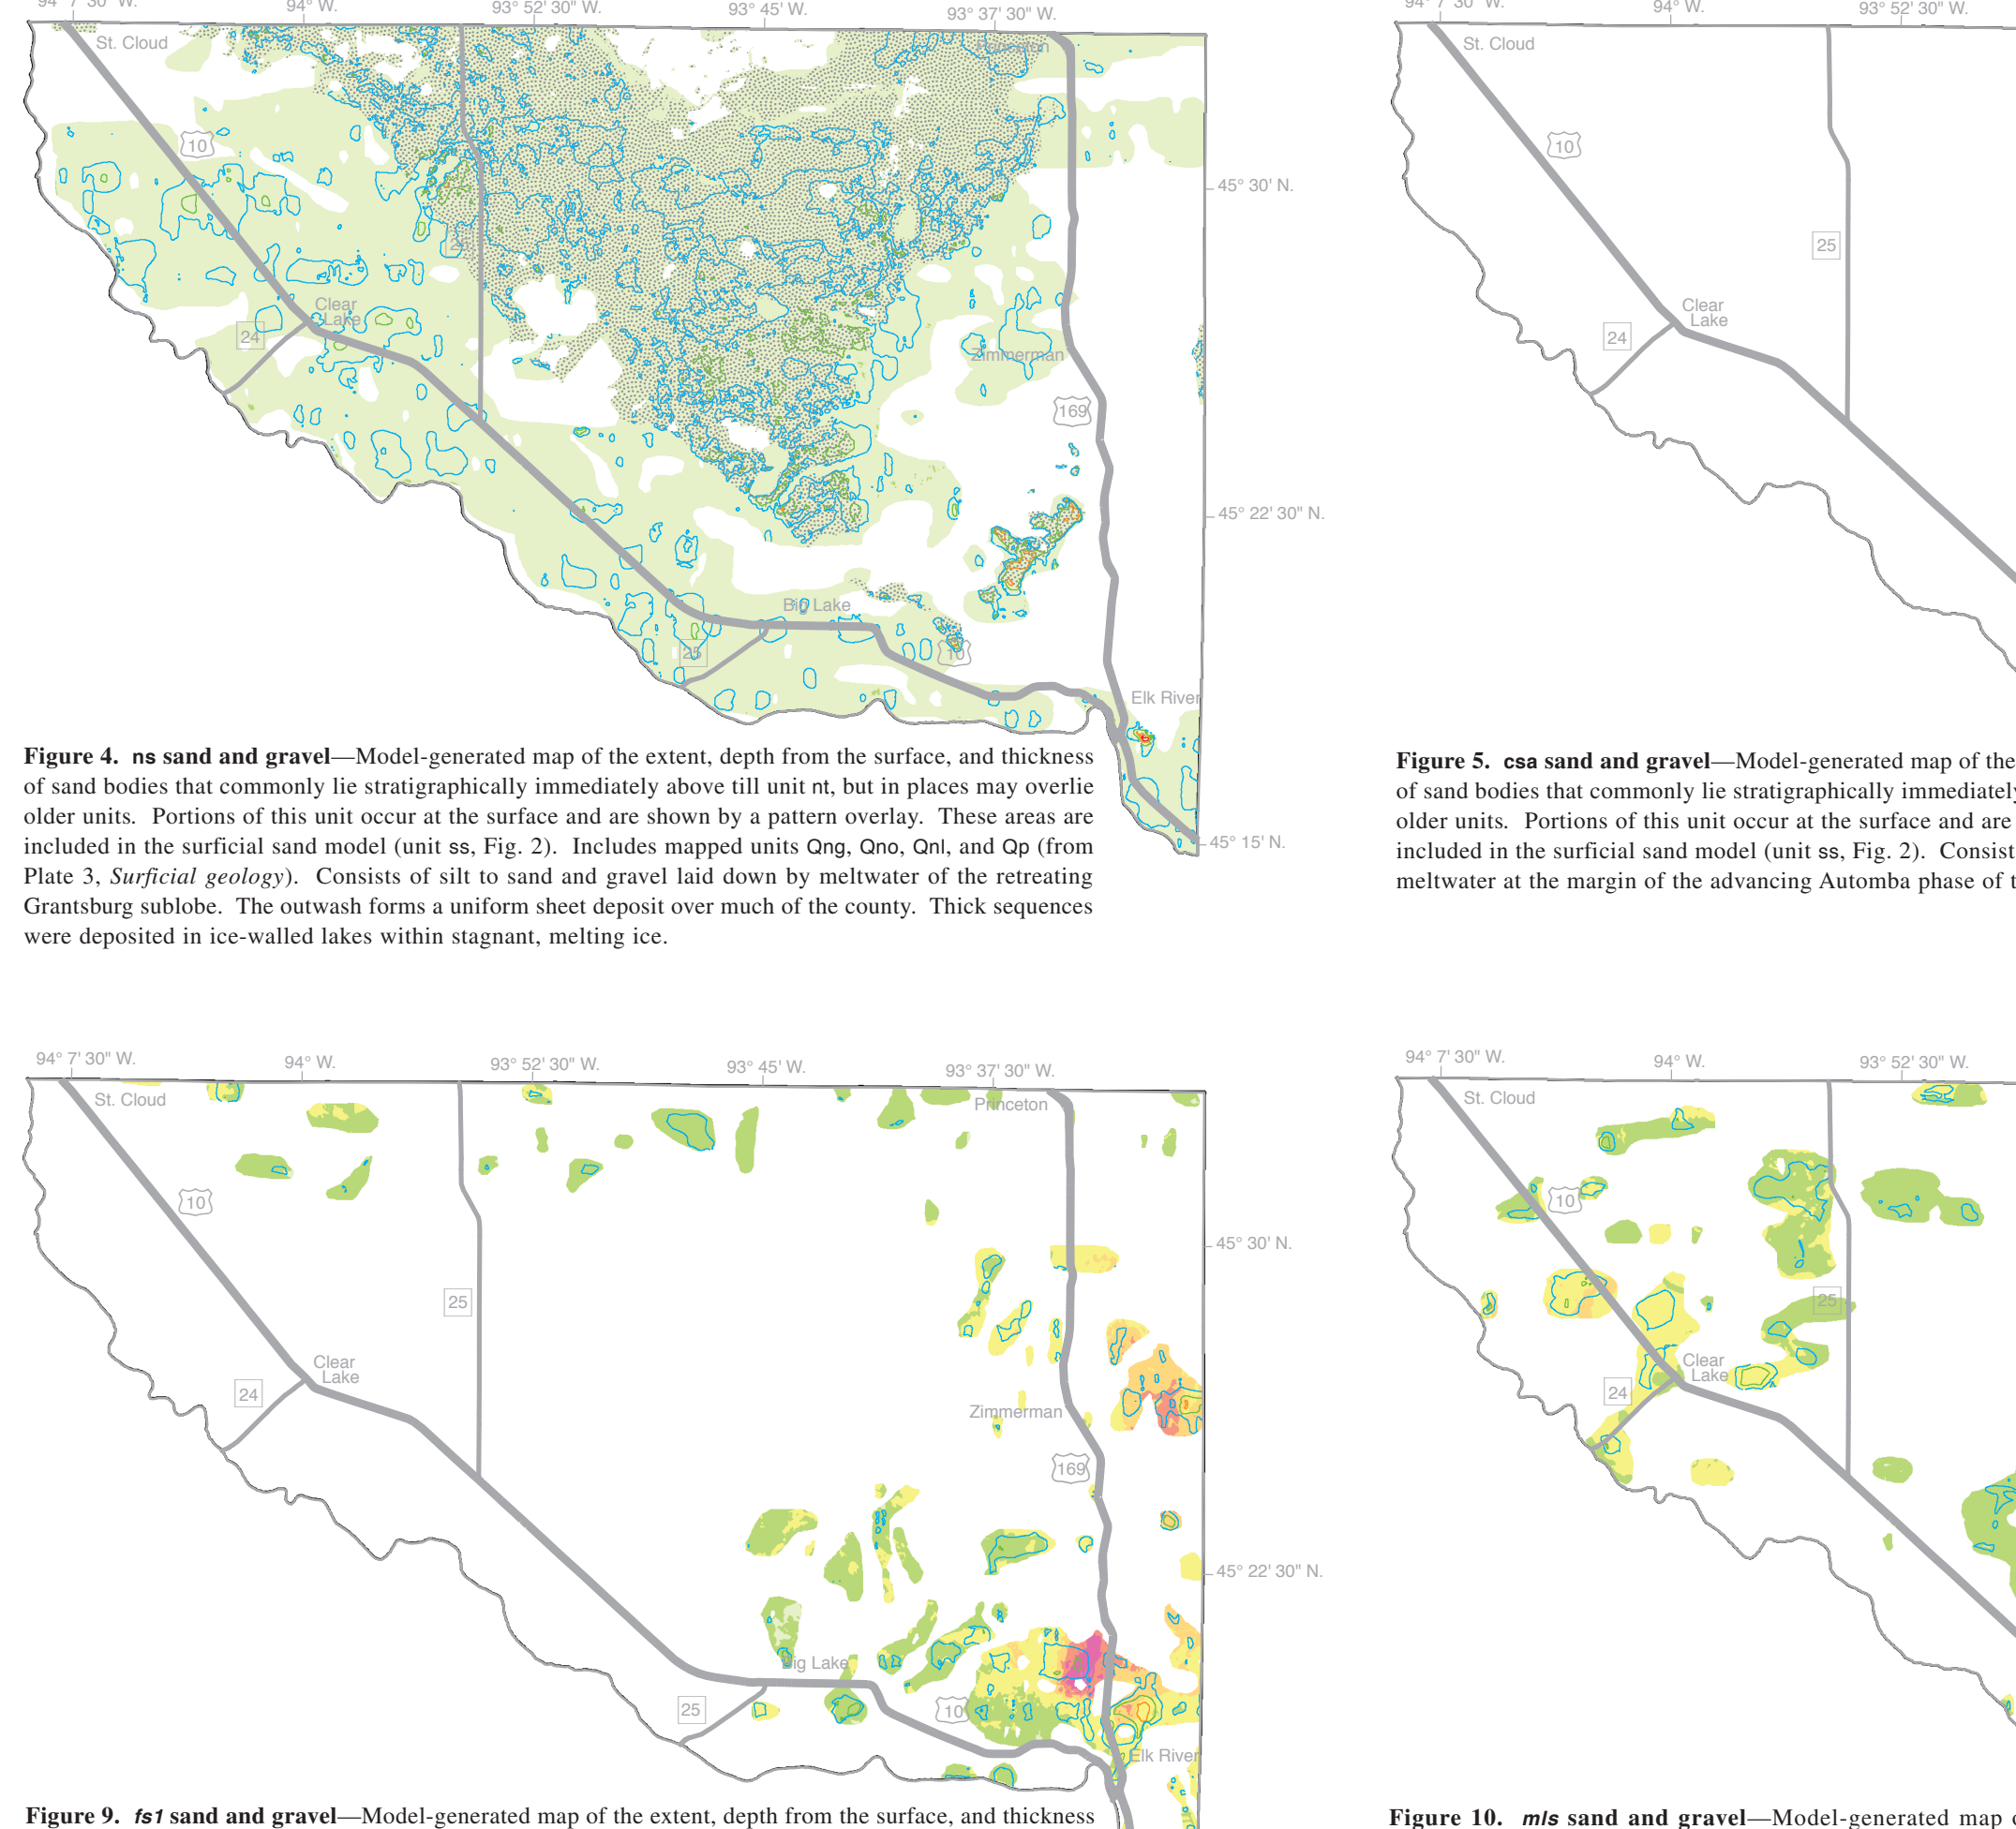 94° 7' 30" W.
94° W.
93° 52' 30" W.
93° 45' W.
93° 37' 30" W.
St. Cloud
Princeton
10
45° 30' N.
25
Clear
Lake
24
Zimmerman
169
45° 22' 30" N.
Big Lake
25
10
Elk River
45° 15' N.
Figure 4. ns sand and gravel—Model-generated map of the extent, depth from the surface, and thickness
of sand bodies that commonly lie stratigraphically immediately above till unit nt, but in places may overlie
older units. Portions of this unit occur at the surface and are shown by a pattern overlay. These areas are
included in the surficial sand model (unit ss, Fig. 2). Includes mapped units Qng, Qno, Qnl, and Qp (from
Plate 3, Surficial geology). Consists of silt to sand and gravel laid down by meltwater of the retreating
Grantsburg sublobe. The outwash forms a uniform sheet deposit over much of the county. Thick sequences
were deposited in ice-walled lakes within stagnant, melting ice.
94° 7' 30" W.
94° W.
93° 52' 30" W.
St. Cloud
10
25
Clear
Lake
24
Figure 5. csa sand and gravel—Model-generated map of the
of sand bodies that commonly lie stratigraphically immediately
older units. Portions of this unit occur at the surface and are
included in the surficial sand model (unit ss, Fig. 2). Consist
meltwater at the margin of the advancing Automba phase of t
94° 7' 30" W.
94° W.
93° 52' 30" W.
93° 45' W.
93° 37' 30" W.
St. Cloud
Princeton
10
45° 30' N.
25
Clear
Lake
24
Zimmerman
169
45° 22' 30" N.
Big Lake
25
10
Elk River
Figure 9. fs1 sand and gravel—Model-generated map of the extent, depth from the surface, and thickness
94° 7' 30" W.
94° W.
93° 52' 30" W.
St. Cloud
10
25
Clear
Lake
24
Figure 10. mls sand and gravel—Model-generated map o